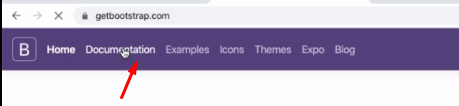 getbootstrap.com
B Home Documentation Examples Icons Themes Expo Blog